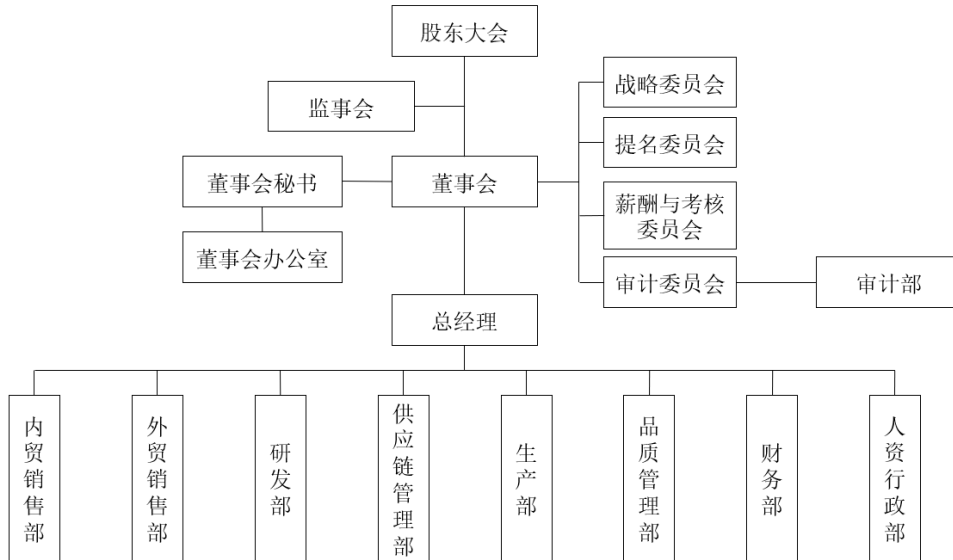 股东大会
监事会
战略委员会
提名委员会
董事会秘书
董事会
薪酬与考核
委员会
董事会办公室
审计委员会
审计部
总经理
内贸销售部
外贸销售部
研发部
供应链管理部
生产部
品质管理部
财务部
人资行政部